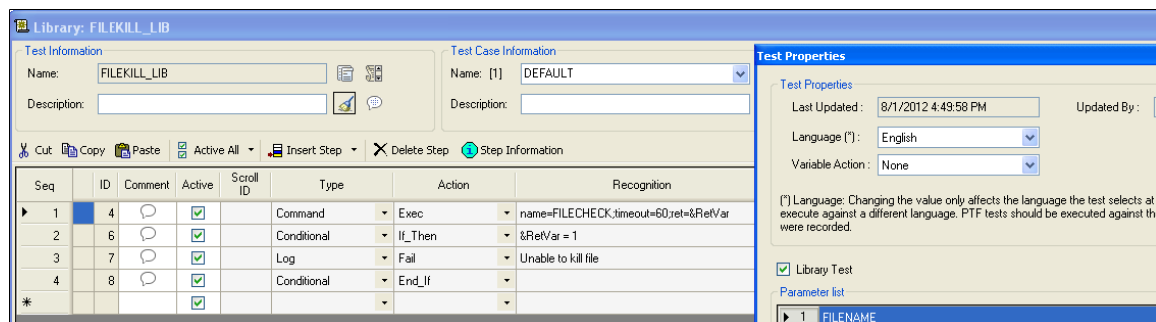 Library: FILEKILL_LIB
Test Information
Name: FILEKILL_LIB
Description:
Test Case Information
Name: [1] DEFAULT
Description:
Cut Copy Paste Active All Insert Step Delete Step Step Information
Seq ID Comment Active Scroll ID Type Action Recognition
1 4 Command Exec name=FILECHECK;timeout=60;ret=&RetVar
2 6 Conditional If_Then &RetVar = 1
3 7 Log Fail Unable to kill file
4 8 Conditional End_If
Test Properties
Test Properties
Last Updated : 8/1/2012 4:49:58 PM Updated By :
Language (*) : English
Variable Action : None
(*) Language: Changing the value only affects the language the test selects at
execute against a different language. PTF tests should be executed against th
were recorded.
Library Test
Parameter list
1 FILENAME